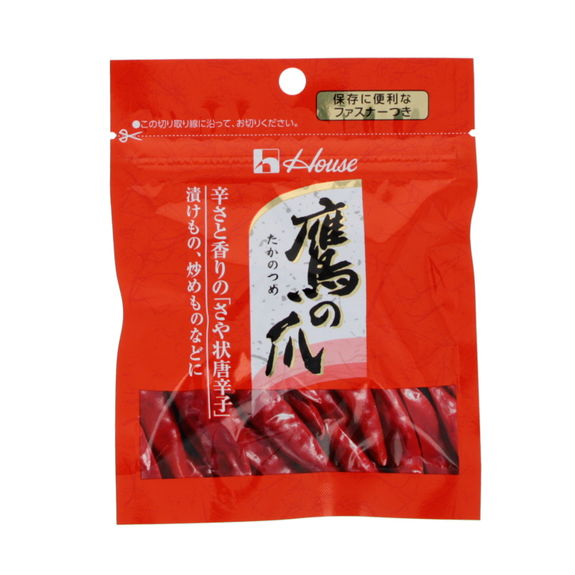 保存に便利な
ファスナーつき
●この切り取り線に沿って、お切りください。
House
鷹の爪
たかのつめ
辛さと香りの「さや状唐辛子」
漬けもの、炒めものなどに